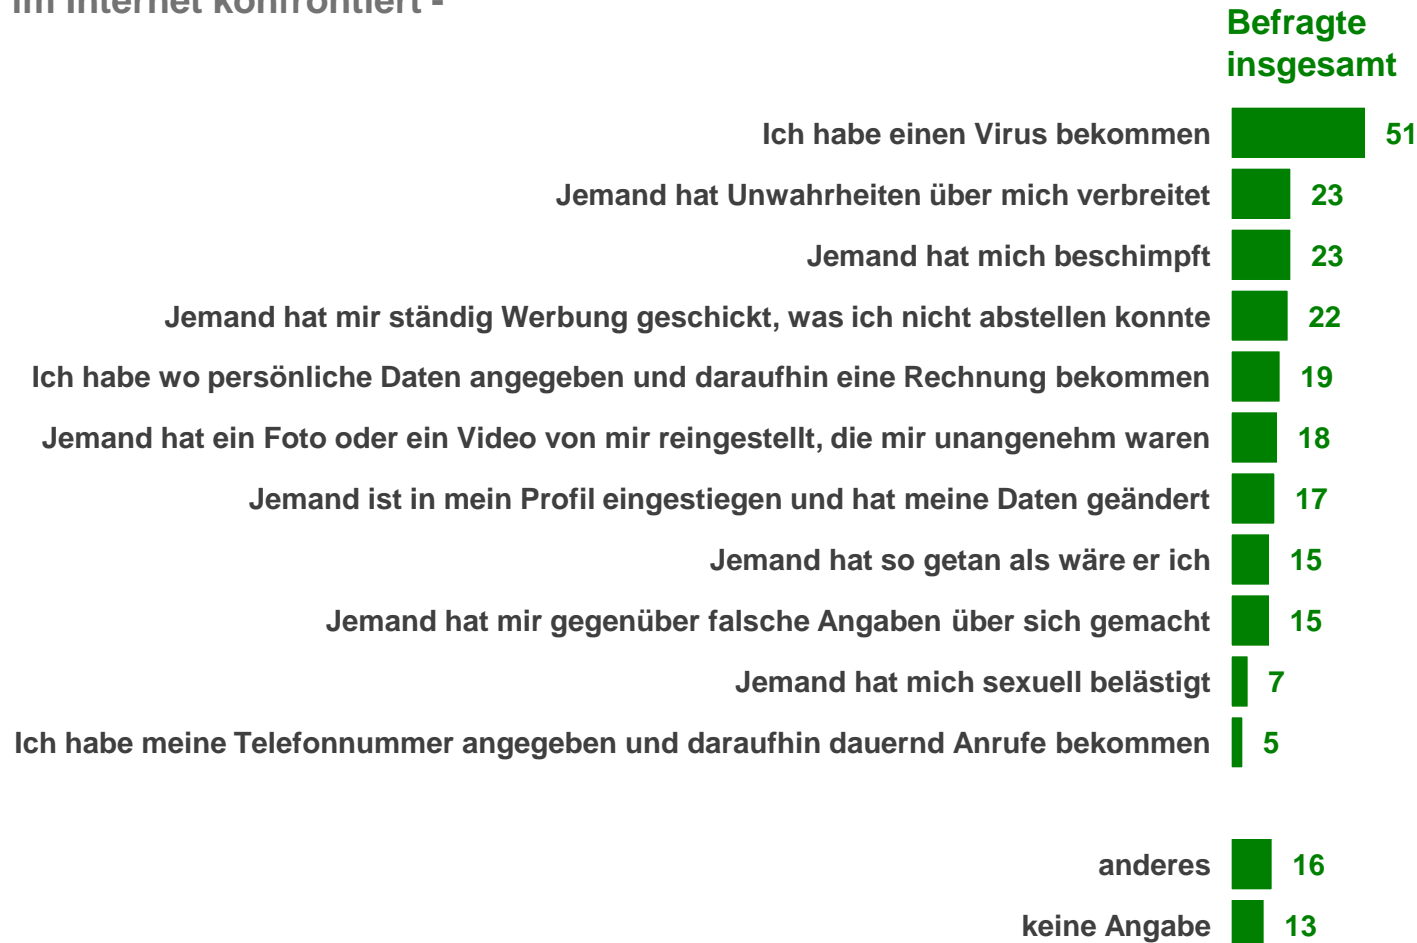 im Internet konfrontiert -
Befragte
insgesamt
Ich habe einen Virus bekommen 51
Jemand hat Unwahrheiten über mich verbreitet 23
Jemand hat mich beschimpft 23
Jemand hat mir ständig Werbung geschickt, was ich nicht abstellen konnte 22
Ich habe wo persönliche Daten angegeben und daraufhin eine Rechnung bekommen 19
Jemand hat ein Foto oder ein Video von mir reingestellt, die mir unangenehm waren 18
Jemand ist in mein Profil eingestiegen und hat meine Daten geändert 17
Jemand hat so getan als wäre er ich 15
Jemand hat mir gegenüber falsche Angaben über sich gemacht 15
Jemand hat mich sexuell belästigt 7
Ich habe meine Telefonnummer angegeben und daraufhin dauernd Anrufe bekommen 5
anderes 16
keine Angabe 13